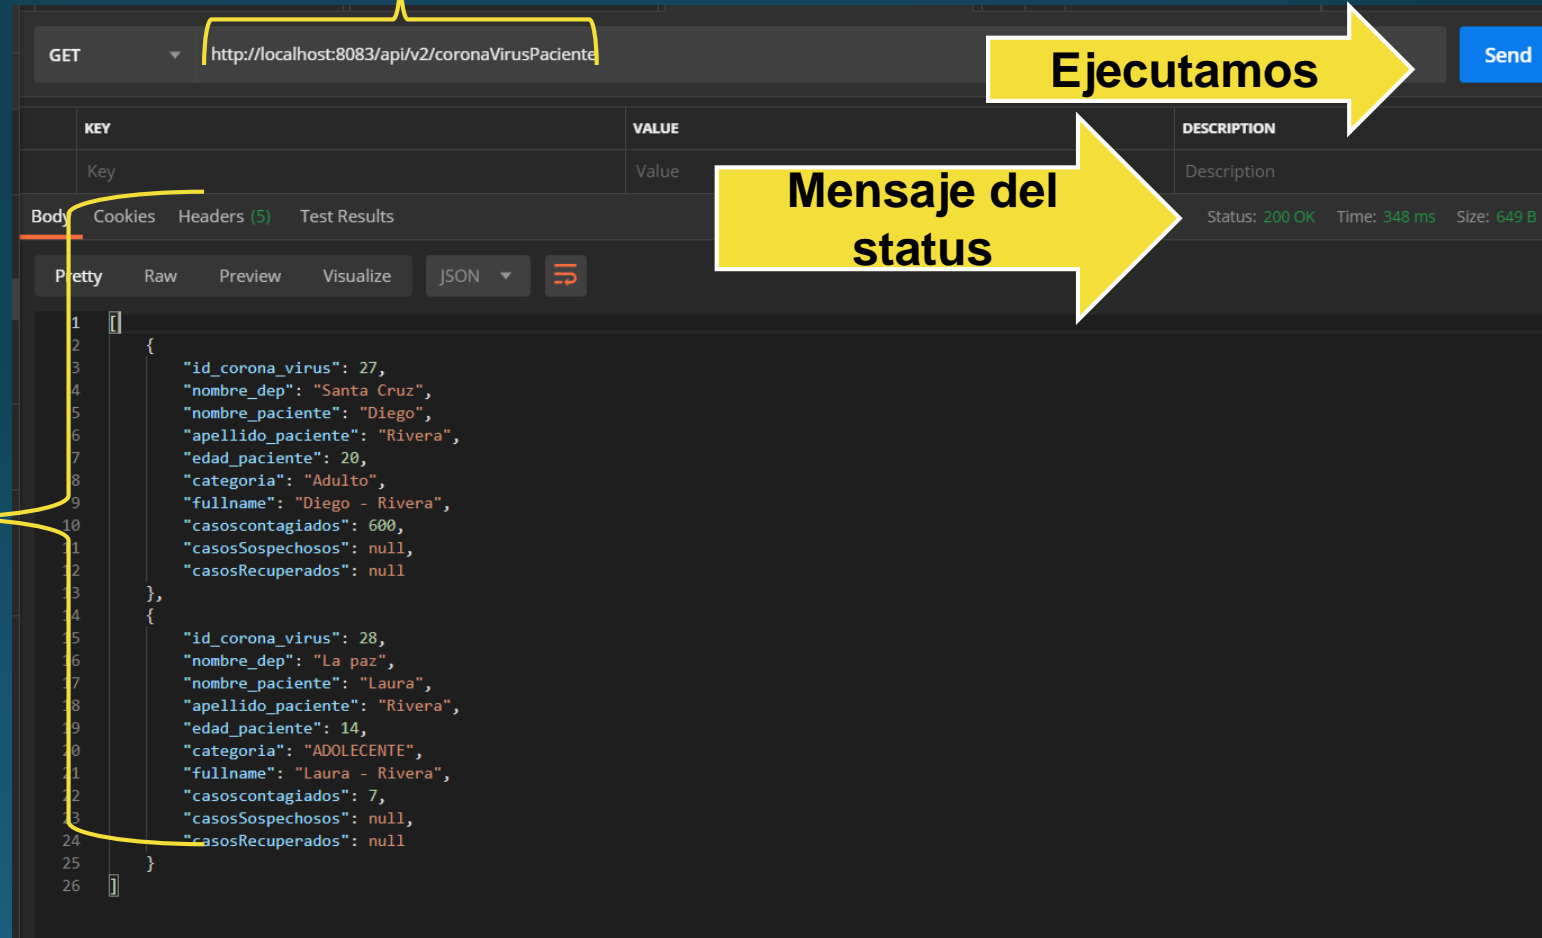 GET http://localhost:8083/api/v2/coronaVirusPaciente
Ejecutamos
Send
KEY VALUE DESCRIPTION
Key Value Description
Mensaje del
status
Body Cookies Headers (5) Test Results
Status: 200 OK Time: 348 ms Size: 649 B
Pretty Raw Preview Visualize JSON
1 [
2 {
3 "id_corona_virus": 27,
4 "nombre_dep": "Santa Cruz",
5 "nombre_paciente": "Diego",
6 "apellido_paciente": "Rivera",
7 "edad_paciente": 20,
8 "categoria": "Adulto",
9 "fullname": "Diego - Rivera",
10 "casoscontagiados": 600,
11 "casosSospechosos": null,
12 "casosRecuperados": null
13 },
14 {
15 "id_corona_virus": 28,
16 "nombre_dep": "La paz",
17 "nombre_paciente": "Laura",
18 "apellido_paciente": "Rivera",
19 "edad_paciente": 14,
20 "categoria": "ADOLECENTE",
21 "fullname": "Laura - Rivera",
22 "casoscontagiados": 7,
23 "casosSospechosos": null,
24 "casosRecuperados": null
25 }
26 ]